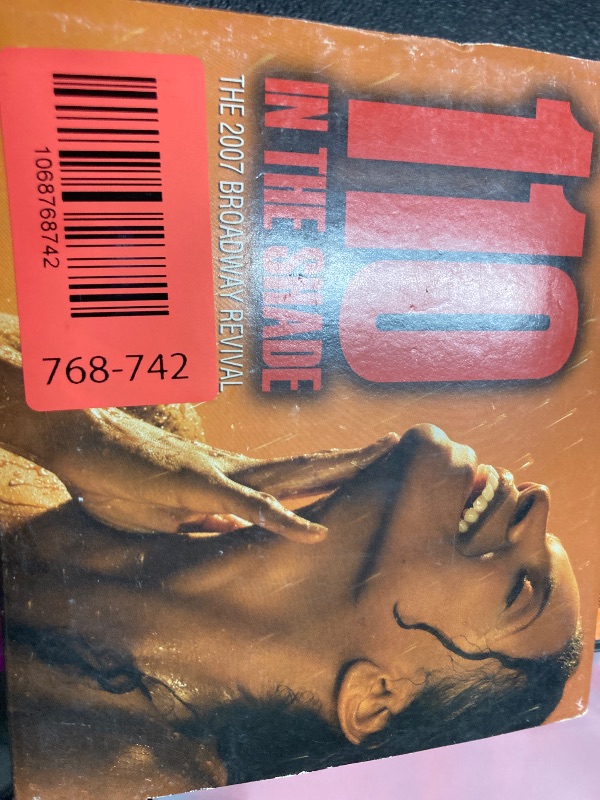 110
IN THE SHADE
THE 2007 BROADWAY REVIVAL
1068768742
768-742